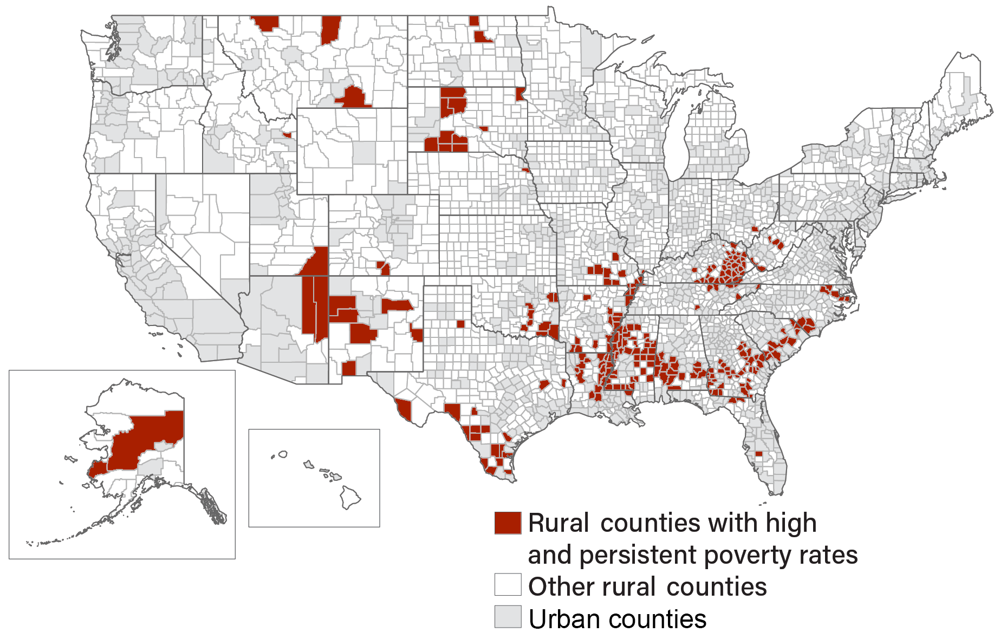 Rural counties with high
and persistent poverty rates
Other rural counties
Urban counties